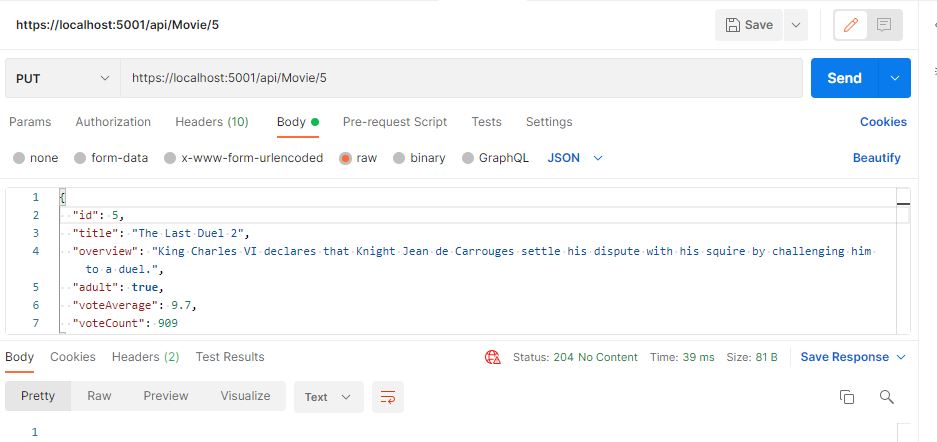 https://localhost:5001/api/Movie/5
Save
PUT
https://localhost:5001/api/Movie/5
Send
Params Authorization Headers (10) Body Pre-request Script Tests Settings Cookies
none form-data x-www-form-urlencoded raw binary GraphQL JSON Beautify
1 {
2 "id": 5,
3 "title": "The Last Duel 2",
4 "overview": "King Charles VI declares that Knight Jean de Carrouges settle his dispute with his squire by challenging him
to a duel.",
5 "adult": true,
6 "voteAverage": 9.7,
7 "voteCount": 909
Body Cookies Headers (2) Test Results Status: 204 No Content Time: 39 ms Size: 81 B Save Response
Pretty Raw Preview Visualize Text
1